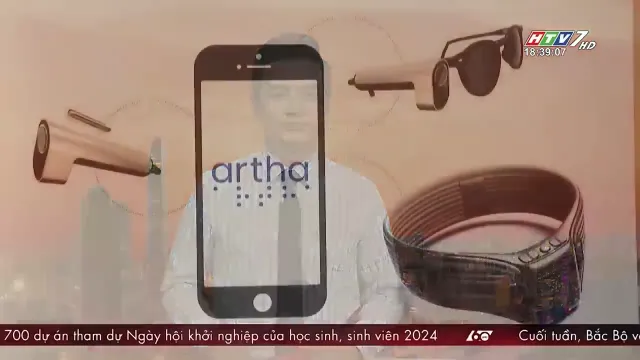 HTV7 HD
18:39:07
artha
⠁⠗⠞⠓⠁
700 dự án tham dự Ngày hội khởi nghiệp của học sinh, sinh viên 2024
60
Cuối tuần, Bắc Bộ v